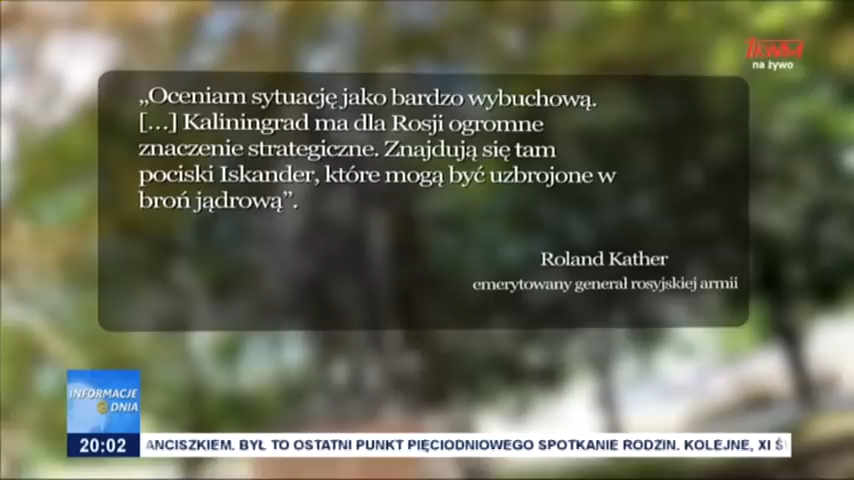 TRWAM
na żywo
„Oceniam sytuację jako bardzo wybuchową.
[...] Kaliningrad ma dla Rosji ogromne
znaczenie strategiczne. Znajdują się tam
pociski Iskander, które mogą być uzbrojone w
broń jądrową”.
Roland Kather
emerytowany generał rosyjskiej armii
INFORMACJE
DNIA
20:02
ANCISZKIEM. BYŁ TO OSTATNI PUNKT PIĘCIODNIOWEGO SPOTKANIE RODZIN. KOLEJNE, XI Ś